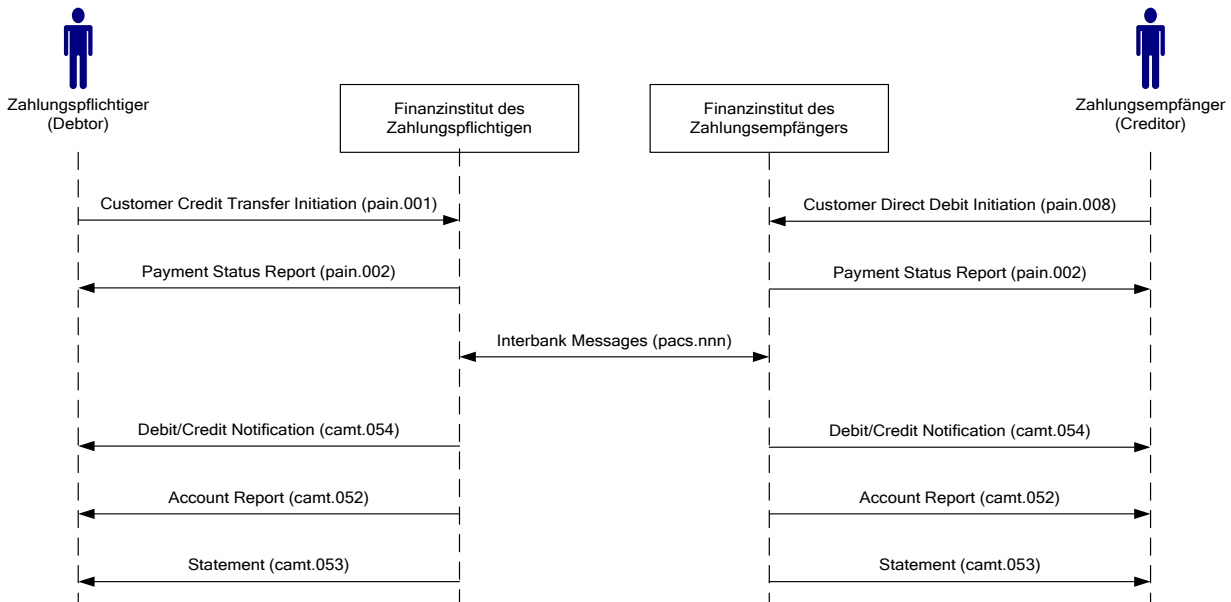 Zahlungspflichtiger
(Debtor)
Finanzinstitut des
Zahlungspflichtigen
Finanzinstitut des
Zahlungsempfängers
Zahlungsempfänger
(Creditor)
Customer Credit Transfer Initiation (pain.001)
Customer Direct Debit Initiation (pain.008)
Payment Status Report (pain.002)
Payment Status Report (pain.002)
Interbank Messages (pacs.nnn)
Debit/Credit Notification (camt.054)
Debit/Credit Notification (camt.054)
Account Report (camt.052)
Account Report (camt.052)
Statement (camt.053)
Statement (camt.053)